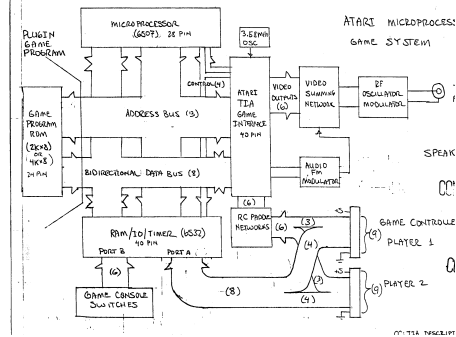 MICROPROCESSOR
(6507), 28 PIN
3.58MHz
OSC
ATARI MICROPROCESS
GAME SYSTEM
PLUGIN
GAME
PROGRAM
CONTROL(4)
ATARI
TIA
GAME
INTERFACE
40 PIN
VIDEO
OUTPUTS
(6)
VIDEO
SUMMING
NETWORK
RF
OSCILLATOR
MODULATOR
GAME
PROGRAM
ROM
(2K×8)
OR
4K×8
24 PIN
ADDRESS BUS (13)
BIDIRECTIONAL DATA BUS (8)
AUDIO
FM
MODULATOR
SPEAK
(6)
RC PADDLE
NETWORKS
(6)
RAM/IO/TIMER (6532)
40 PIN
PORT B
PORT A
(3)
(4)
+5
(9)
GAME CONTROLLE
PLAYER 1
(6)
(8)
(3)
(4)
+5
(9)
PLAYER 2
GAME CONSOLE
SWITCHES
TIA DESCRIPT